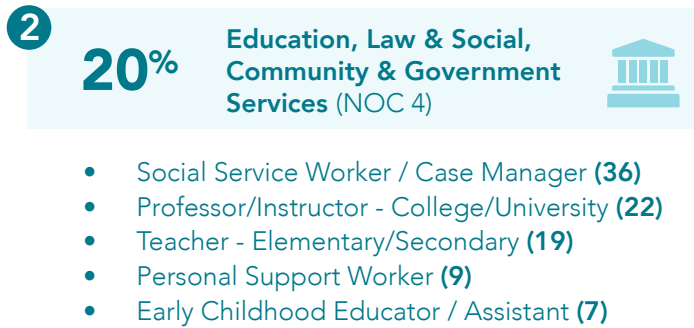 2
20%
Education, Law & Social,
Community & Government
Services (NOC 4)
• Social Service Worker / Case Manager (36)
• Professor/Instructor - College/University (22)
• Teacher - Elementary/Secondary (19)
• Personal Support Worker (9)
• Early Childhood Educator / Assistant (7)